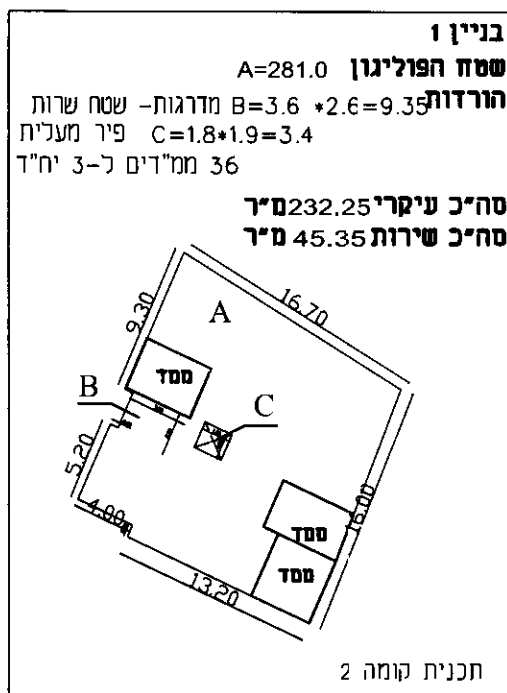 בניין 1
שטח הפוליגון A=281.0
הורדות B=3.6 *2.6=9.35 מדרגות- שטח שרות
C=1.8*1.9=3.4 פיר מעלית
36 ממ"דים ל-3 יח"ד
סה"כ עיקרי 232.25 מ"ר
סה"כ שירות 45.35 מ"ר
16.70
9.30
A
ממד
B
C
5.20
4.00
16.00
ממד
ממד
13.20
תכנית קומה 2